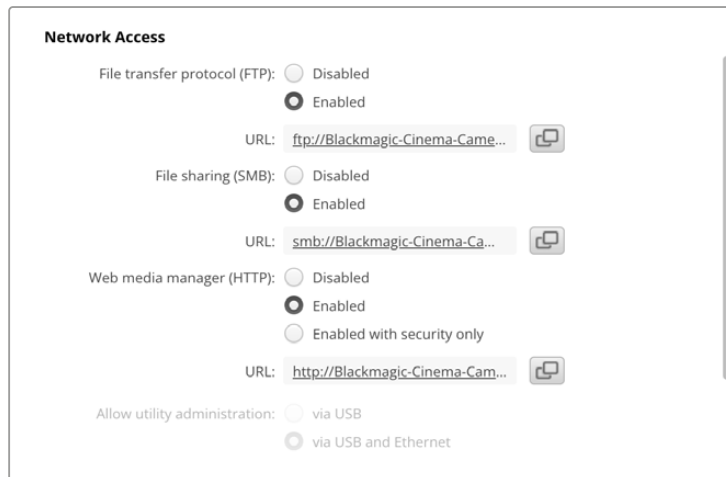 Network Access
File transfer protocol (FTP): Disabled
Enabled
URL: ftp://Blackmagic-Cinema-Came...
File sharing (SMB): Disabled
Enabled
URL: smb://Blackmagic-Cinema-Ca...
Web media manager (HTTP): Disabled
Enabled
Enabled with security only
URL: http://Blackmagic-Cinema-Cam...
Allow utility administration: via USB
via USB and Ethernet